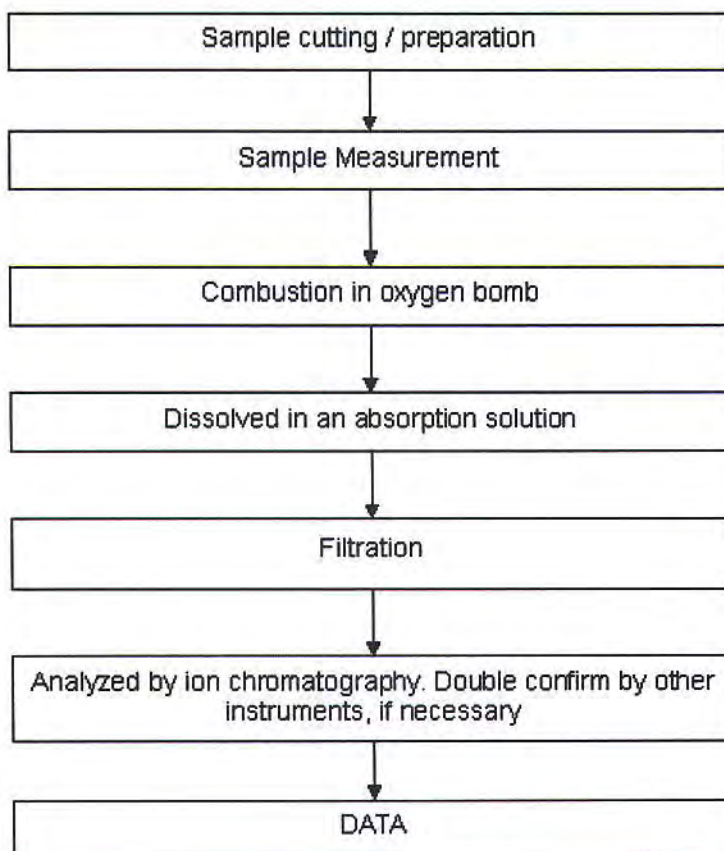 Sample cutting / preparation
Sample Measurement
Combustion in oxygen bomb
Dissolved in an absorption solution
Filtration
Analyzed by ion chromatography. Double confirm by other
instruments, if necessary
DATA